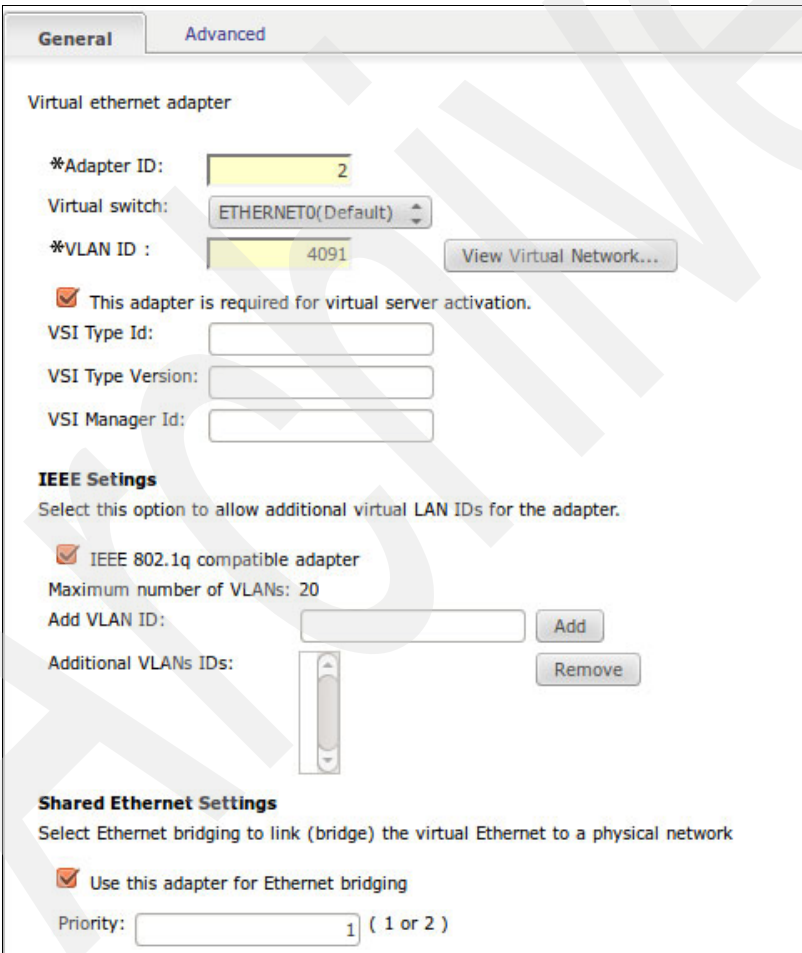 General Advanced
Virtual ethernet adapter
*Adapter ID: 2
Virtual switch: ETHERNET0(Default)
*VLAN ID : 4091 View Virtual Network...
This adapter is required for virtual server activation.
VSI Type Id:
VSI Type Version:
VSI Manager Id:
IEEE Setings
Select this option to allow additional virtual LAN IDs for the adapter.
IEEE 802.1q compatible adapter
Maximum number of VLANs: 20
Add VLAN ID: Add
Additional VLANs IDs: Remove
Shared Ethernet Settings
Select Ethernet bridging to link (bridge) the virtual Ethernet to a physical network
Use this adapter for Ethernet bridging
Priority: 1 ( 1 or 2 )
Archive